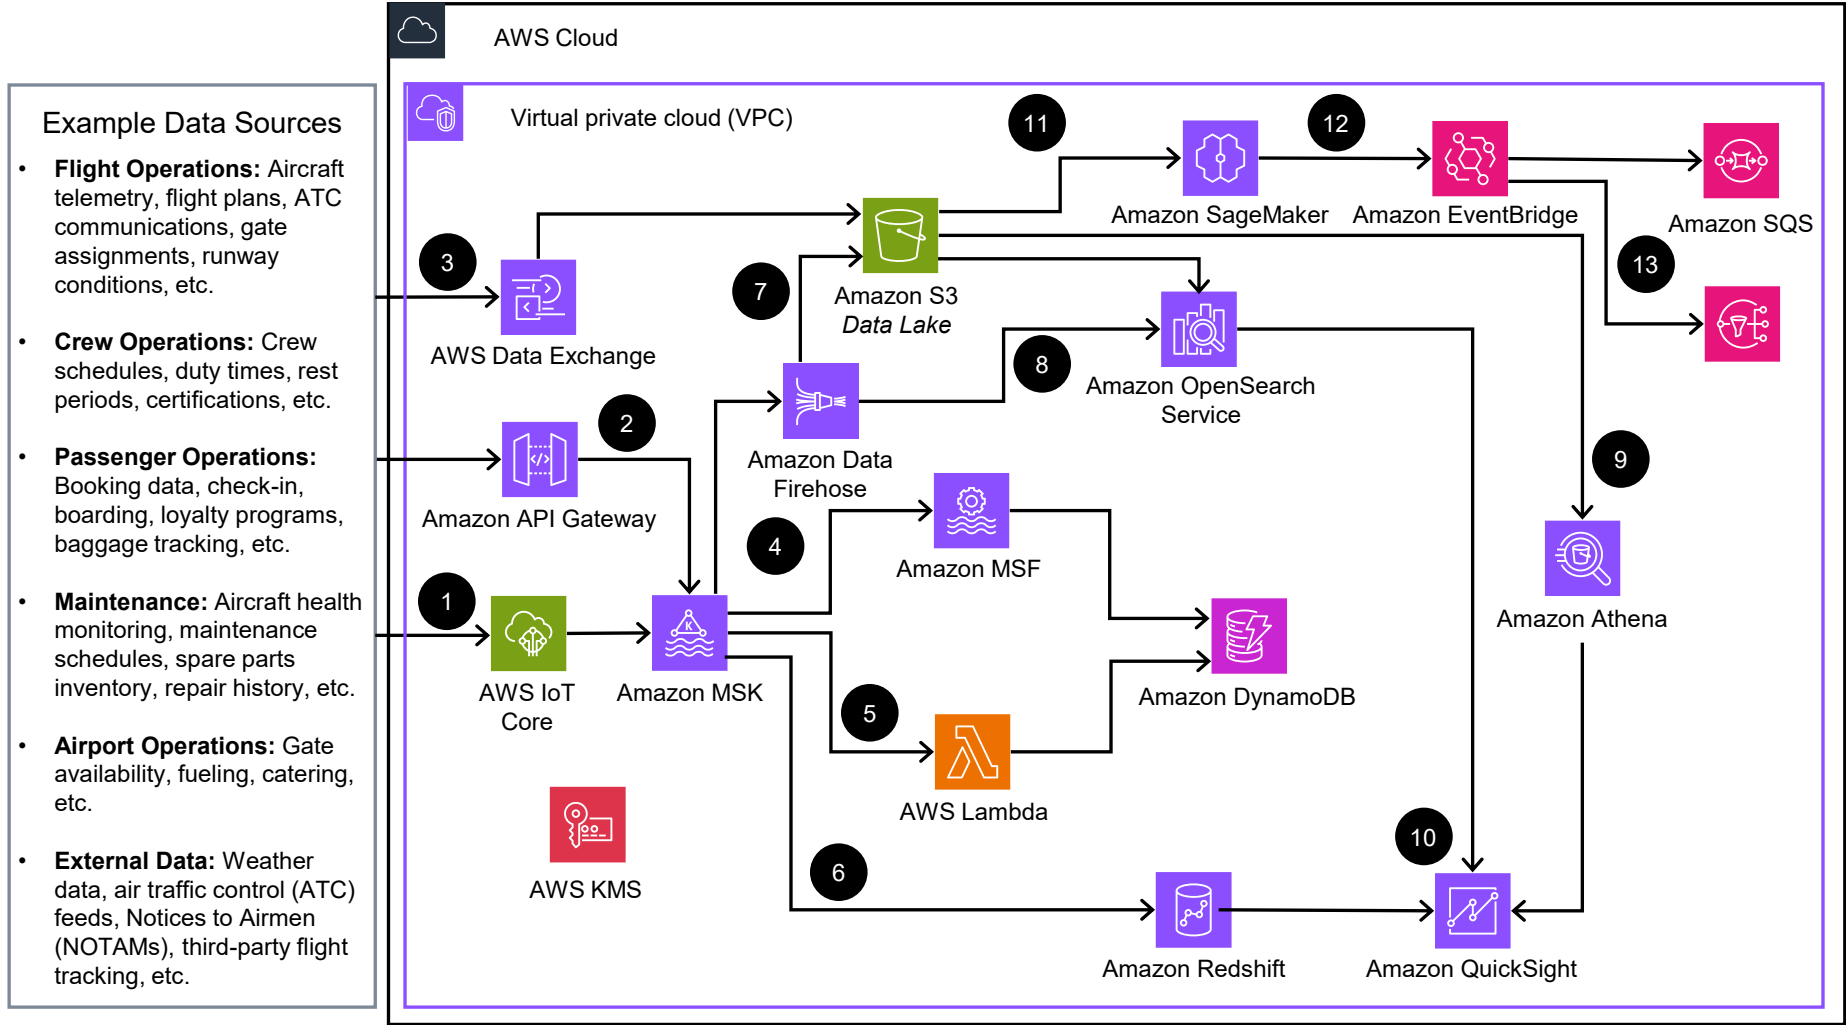 AWS Cloud
Virtual private cloud (VPC)
Example Data Sources
• Flight Operations: Aircraft
telemetry, flight plans, ATC
communications, gate
assignments, runway
conditions, etc.
• Crew Operations: Crew
schedules, duty times, rest
periods, certifications, etc.
• Passenger Operations:
Booking data, check-in,
boarding, loyalty programs,
baggage tracking, etc.
• Maintenance: Aircraft health
monitoring, maintenance
schedules, spare parts
inventory, repair history, etc.
• Airport Operations: Gate
availability, fueling, catering,
etc.
• External Data: Weather
data, air traffic control (ATC)
feeds, Notices to Airmen
(NOTAMs), third-party flight
tracking, etc.
11
12
Amazon SageMaker
Amazon EventBridge
Amazon SQS
3
7
13
Amazon S3
Data Lake
AWS Data Exchange
8
Amazon OpenSearch
Service
2
9
Amazon Data
Firehose
Amazon API Gateway
4
Amazon MSF
1
Amazon Athena
K
AWS IoT
Core
Amazon MSK
Amazon DynamoDB
5
AWS Lambda
10
6
AWS KMS
Amazon Redshift
Amazon QuickSight